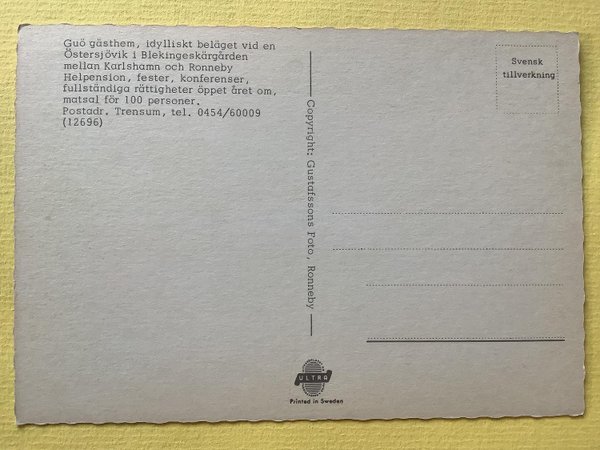 Guö gästhem, idylliskt beläget vid en
Östersjövik i Blekingeskärgården
mellan Karlshamn och Ronneby
Helpension, fester, konferenser,
fullständiga rättigheter öppet året om,
matsal för 100 personer.
Postadr. Trensum, tel. 0454/60009
(12696)
Copyright: Gustafssons Foto, Ronneby
Svensk
tillverkning
ULTRA
Printed in Sweden